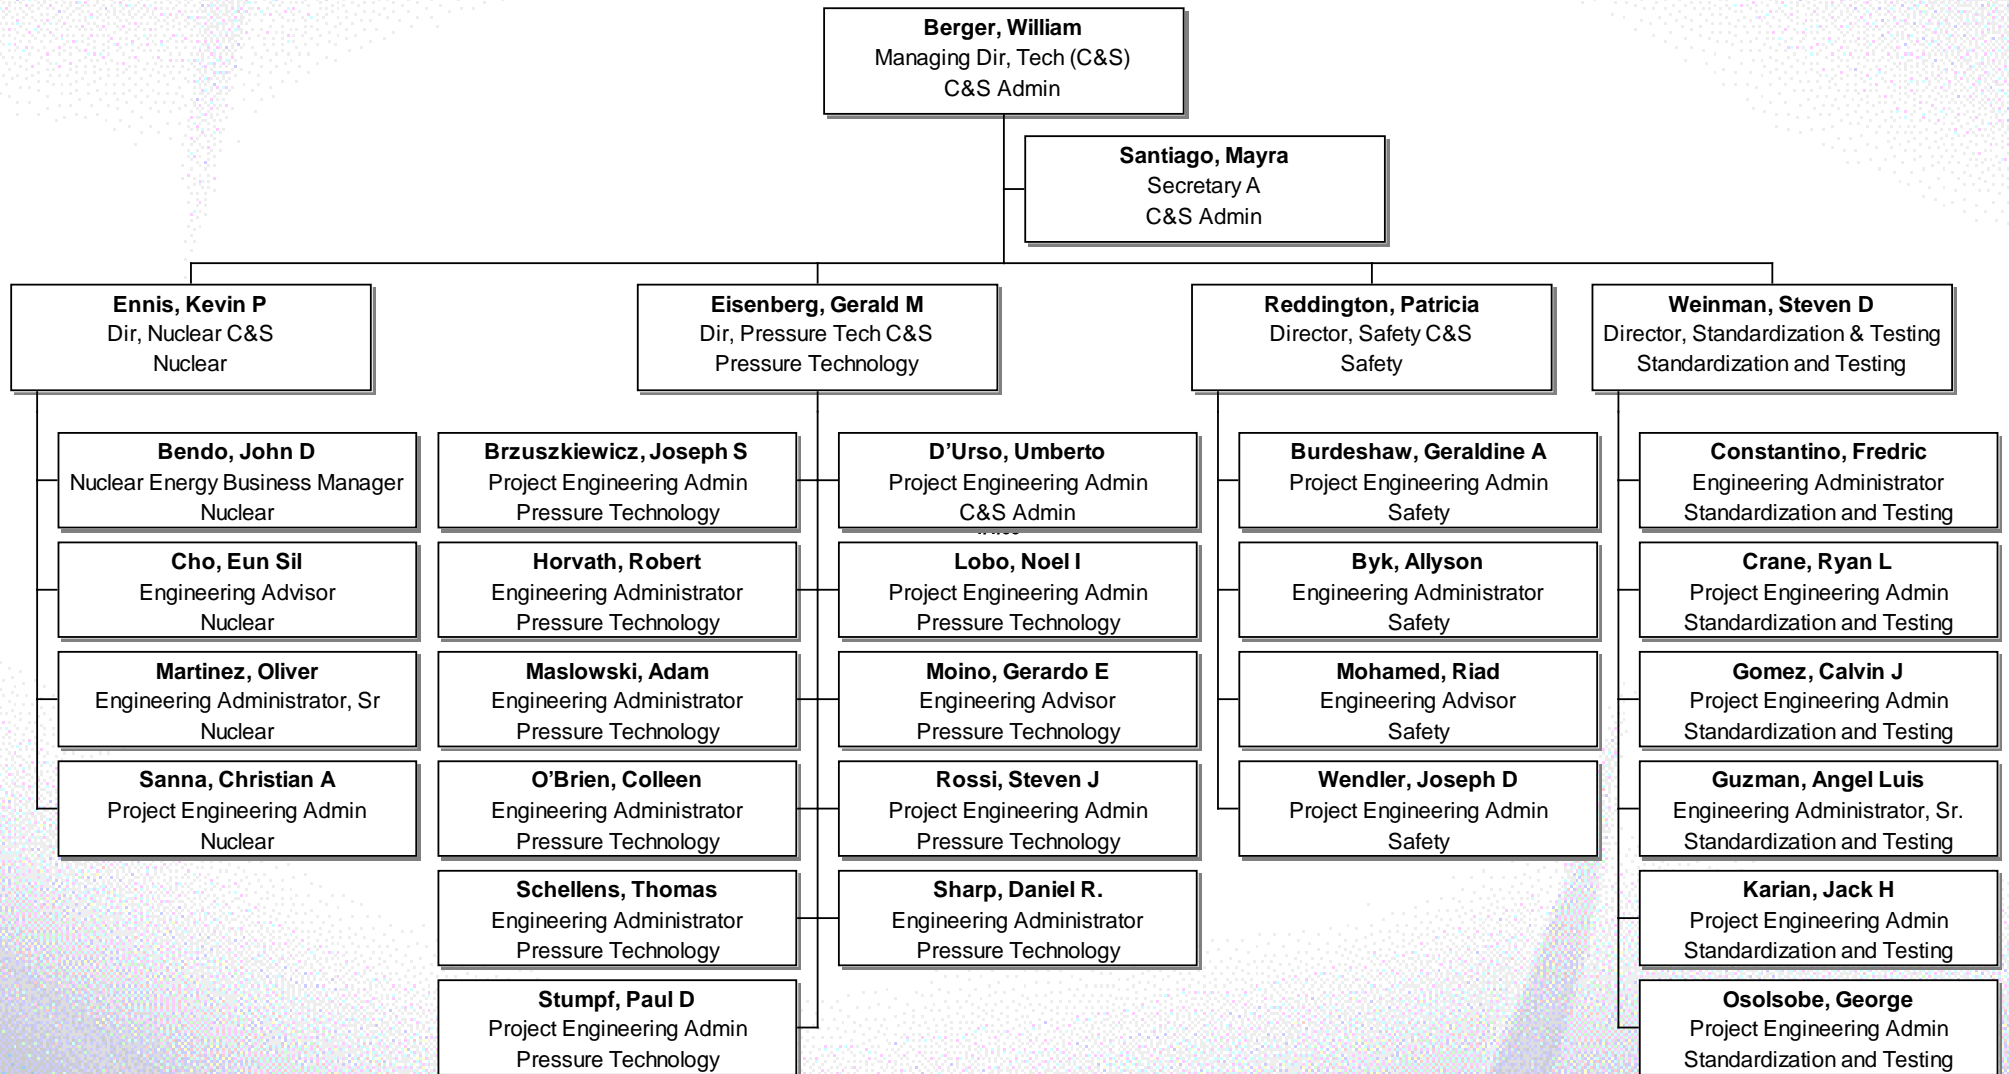 Berger, William
Managing Dir, Tech (C&S)
C&S Admin
Santiago, Mayra
Secretary A
C&S Admin
Ennis, Kevin P
Dir, Nuclear C&S
Nuclear
Eisenberg, Gerald M
Dir, Pressure Tech C&S
Pressure Technology
Reddington, Patricia
Director, Safety C&S
Safety
Weinman, Steven D
Director, Standardization & Testing
Standardization and Testing
Bendo, John D
Nuclear Energy Business Manager
Nuclear
Cho, Eun Sil
Engineering Advisor
Nuclear
Martinez, Oliver
Engineering Administrator, Sr
Nuclear
Sanna, Christian A
Project Engineering Admin
Nuclear
Brzuszkiewicz, Joseph S
Project Engineering Admin
Pressure Technology
Horvath, Robert
Engineering Administrator
Pressure Technology
Maslowski, Adam
Engineering Administrator
Pressure Technology
O'Brien, Colleen
Engineering Administrator
Pressure Technology
Schellens, Thomas
Engineering Administrator
Pressure Technology
Stumpf, Paul D
Project Engineering Admin
Pressure Technology
D'Urso, Umberto
Project Engineering Admin
C&S Admin
Lobo, Noel I
Project Engineering Admin
Pressure Technology
Moino, Gerardo E
Engineering Advisor
Pressure Technology
Rossi, Steven J
Project Engineering Admin
Pressure Technology
Sharp, Daniel R.
Engineering Administrator
Pressure Technology
Burdeshaw, Geraldine A
Project Engineering Admin
Safety
Byk, Allyson
Engineering Administrator
Safety
Mohamed, Riad
Engineering Advisor
Safety
Wendler, Joseph D
Project Engineering Admin
Safety
Constantino, Fredric
Engineering Administrator
Standardization and Testing
Crane, Ryan L
Project Engineering Admin
Standardization and Testing
Gomez, Calvin J
Project Engineering Admin
Standardization and Testing
Guzman, Angel Luis
Engineering Administrator, Sr.
Standardization and Testing
Karian, Jack H
Project Engineering Admin
Standardization and Testing
Osolsobe, George
Project Engineering Admin
Standardization and Testing